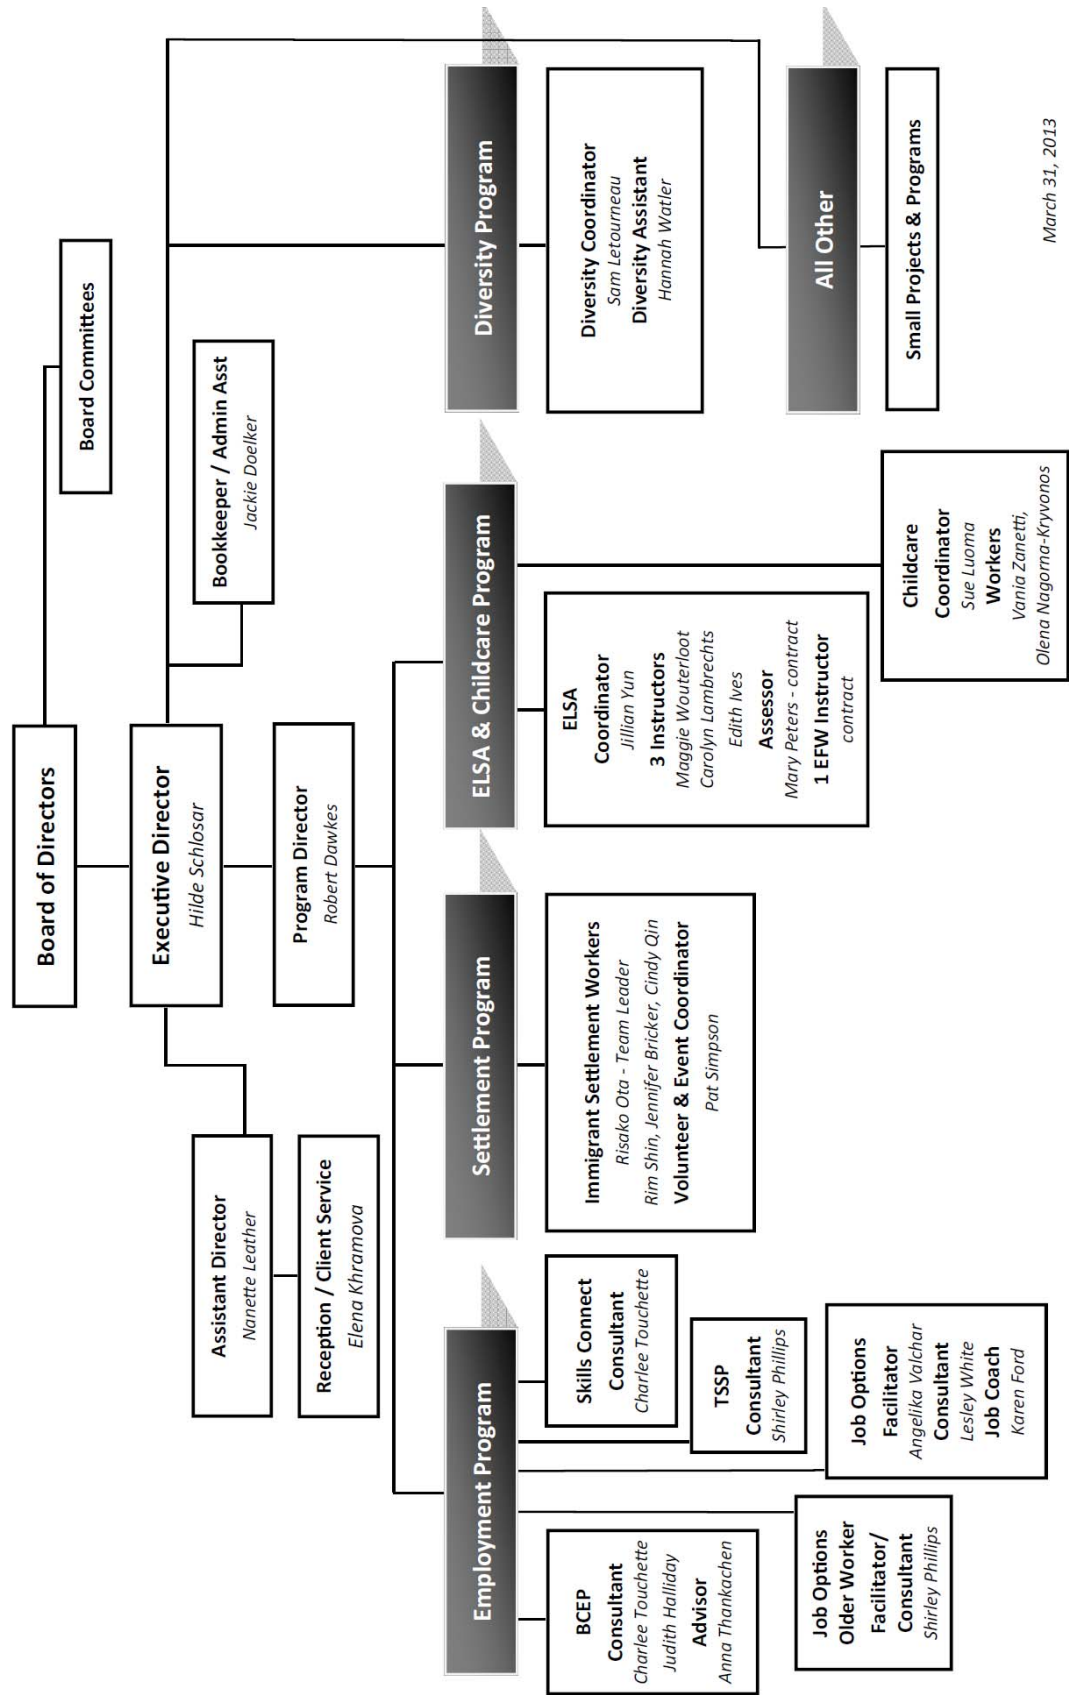 Board of Directors
Board Committees
Executive Director
Hilde Schlosar
Assistant Director
Nanette Leather
Bookkeeper / Admin Asst
Jackie Doelker
Reception / Client Service
Elena Khramova
Program Director
Robert Dawkes
Employment Program
Settlement Program
ELSA & Childcare Program
Diversity Program
BCEP
Consultant
Charlee Touchette
Judith Halliday
Advisor
Anna Thankachen
Skills Connect
Consultant
Charlee Touchette
TSSP
Consultant
Shirley Phillips
Job Options
Older Worker
Facilitator/
Consultant
Shirley Phillips
Job Options
Facilitator
Angelika Valchar
Consultant
Lesley White
Job Coach
Karen Ford
Immigrant Settlement Workers
Risako Ota - Team Leader
Rim Shin, Jennifer Bricker, Cindy Qin
Volunteer & Event Coordinator
Pat Simpson
ELSA
Coordinator
Jillian Yun
3 Instructors
Maggie Wouterloot
Carolyn Lambrechts
Edith Ives
Assessor
Mary Peters - contract
1 EFW Instructor
contract
Childcare
Coordinator
Sue Luoma
Workers
Vania Zanetti,
Olena Nagorna-Kryvonos
Diversity Coordinator
Sam Letourneau
Diversity Assistant
Hannah Watler
All Other
Small Projects & Programs
March 31, 2013